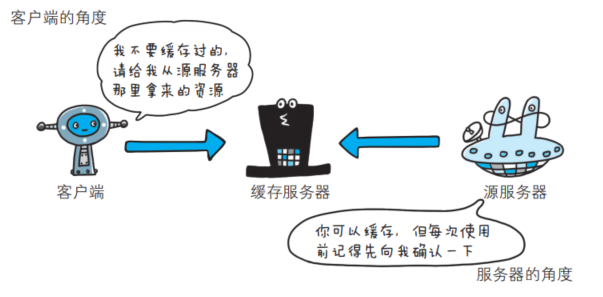 客户端的角度
我不要缓存过的，
请给我从源服务器
那里拿来的资源
客户端
缓存服务器
源服务器
你可以缓存，但每次使用
前记得先向我确认一下
服务器的角度